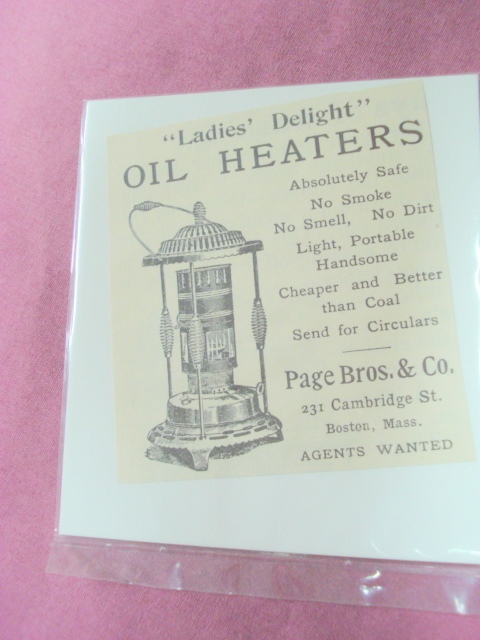 "Ladies' Delight"
OIL HEATERS
Absolutely Safe
No Smoke
No Smell, No Dirt
Light, Portable
Handsome
Cheaper and Better
than Coal
Send for Circulars
Page Bros. & Co.
231 Cambridge St.
Boston, Mass.
AGENTS WANTED